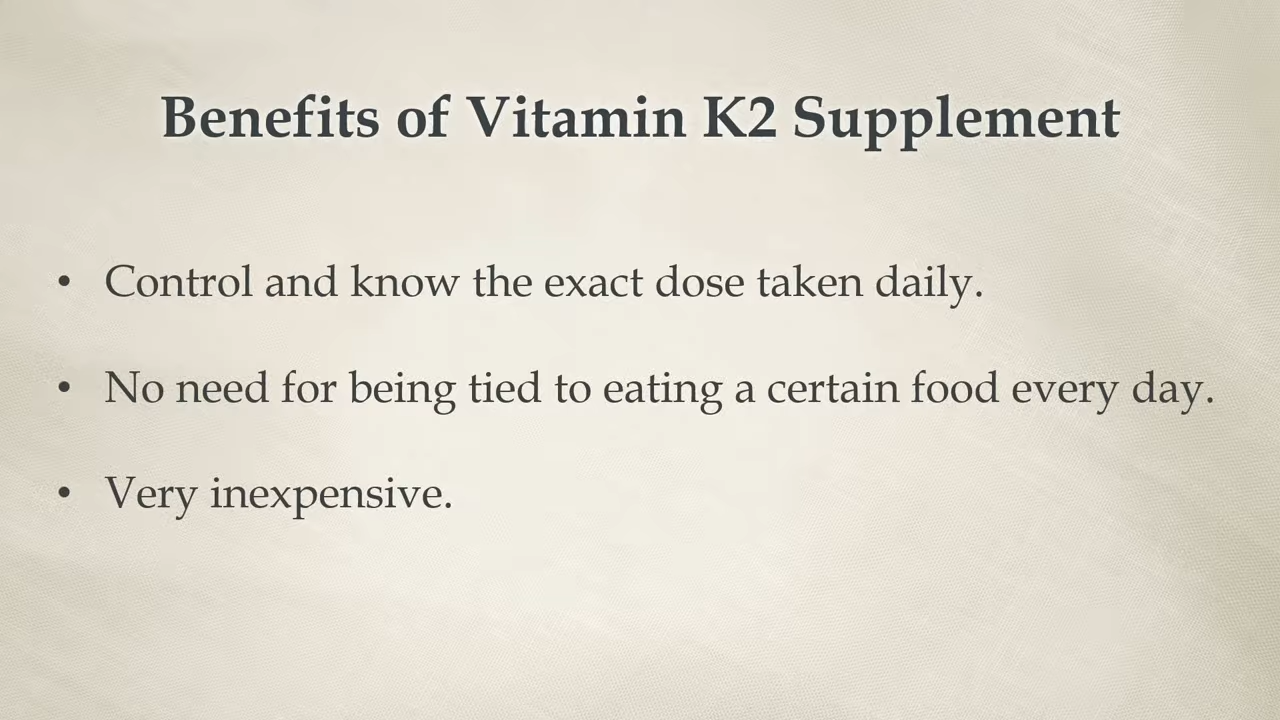 Benefits of Vitamin K2 Supplement
• Control and know the exact dose taken daily.
• No need for being tied to eating a certain food every day.
• Very inexpensive.